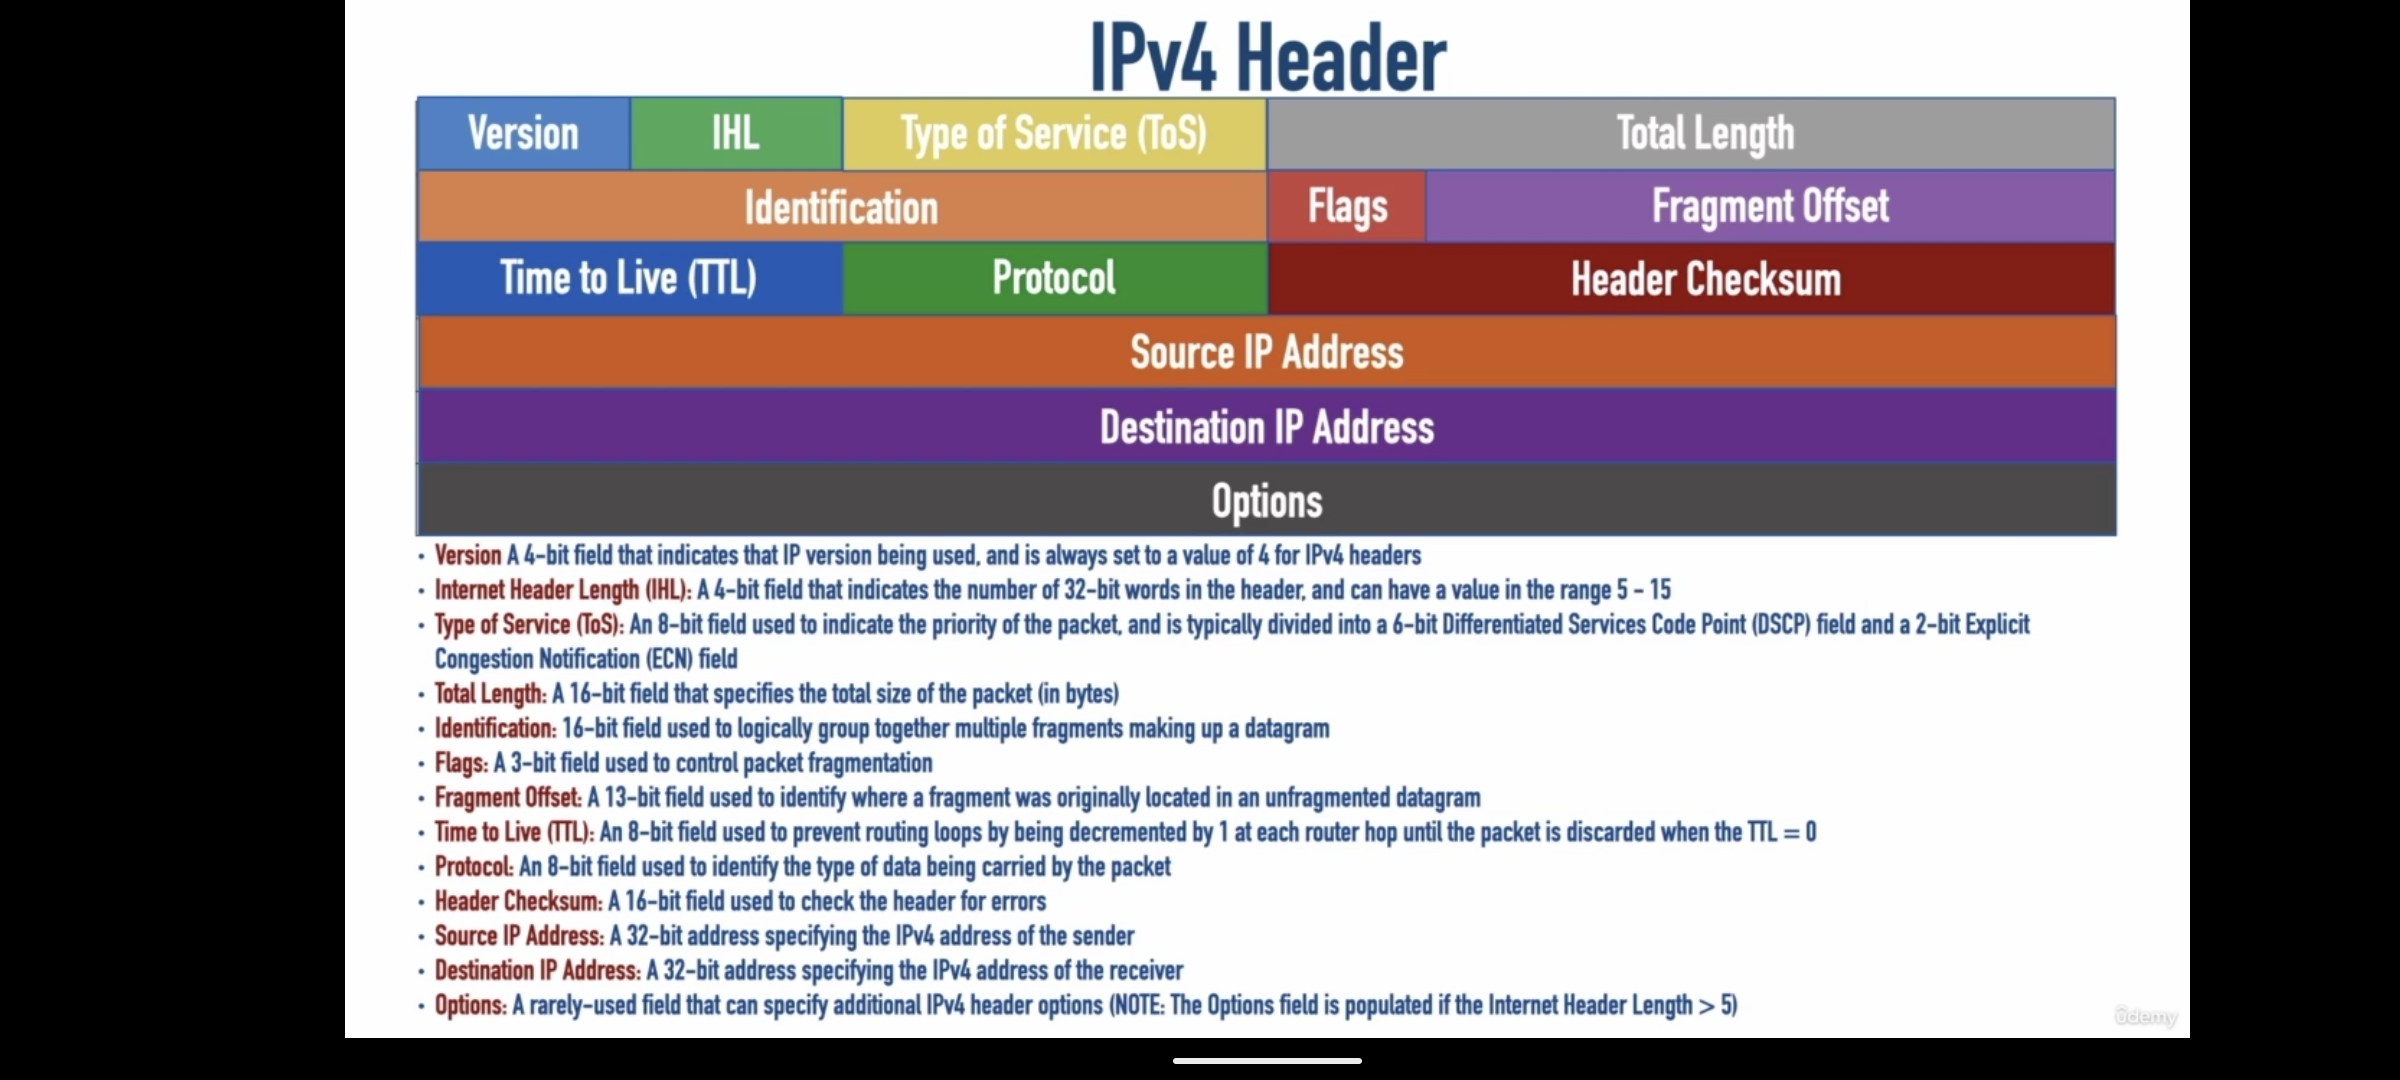 IPv4 Header
Version IHL Type of Service (ToS) Total Length
Identification Flags Fragment Offset
Time to Live (TTL) Protocol Header Checksum
Source IP Address
Destination IP Address
Options
• Version A 4-bit field that indicates that IP version being used, and is always set to a value of 4 for IPv4 headers
• Internet Header Length (IHL): A 4-bit field that indicates the number of 32-bit words in the header, and can have a value in the range 5 - 15
• Type of Service (ToS): An 8-bit field used to indicate the priority of the packet, and is typically divided into a 6-bit Differentiated Services Code Point (DSCP) field and a 2-bit Explicit
Congestion Notification (ECN) field
• Total Length: A 16-bit field that specifies the total size of the packet (in bytes)
• Identification: 16-bit field used to logically group together multiple fragments making up a datagram
• Flags: A 3-bit field used to control packet fragmentation
• Fragment Offset: A 13-bit field used to identify where a fragment was originally located in an unfragmented datagram
• Time to Live (TTL): An 8-bit field used to prevent routing loops by being decremented by 1 at each router hop until the packet is discarded when the TTL = 0
• Protocol: An 8-bit field used to identify the type of data being carried by the packet
• Header Checksum: A 16-bit field used to check the header for errors
• Source IP Address: A 32-bit address specifying the IPv4 address of the sender
• Destination IP Address: A 32-bit address specifying the IPv4 address of the receiver
• Options: A rarely-used field that can specify additional IPv4 header options (NOTE: The Options field is populated if the Internet Header Length > 5)
ûdemy